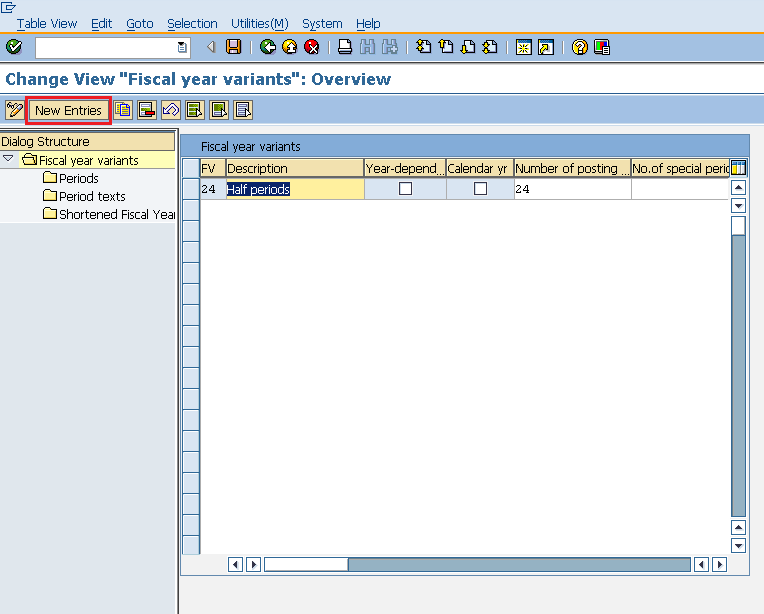 Table View Edit Goto Selection Utilities(M) System Help
Change View "Fiscal year variants": Overview
New Entries
Dialog Structure
Fiscal year variants
Periods
Period texts
Shortened Fiscal Year
Fiscal year variants
FV Description Year-depend... Calendar yr Number of posting ... No.of special peri
24 Half periods 24